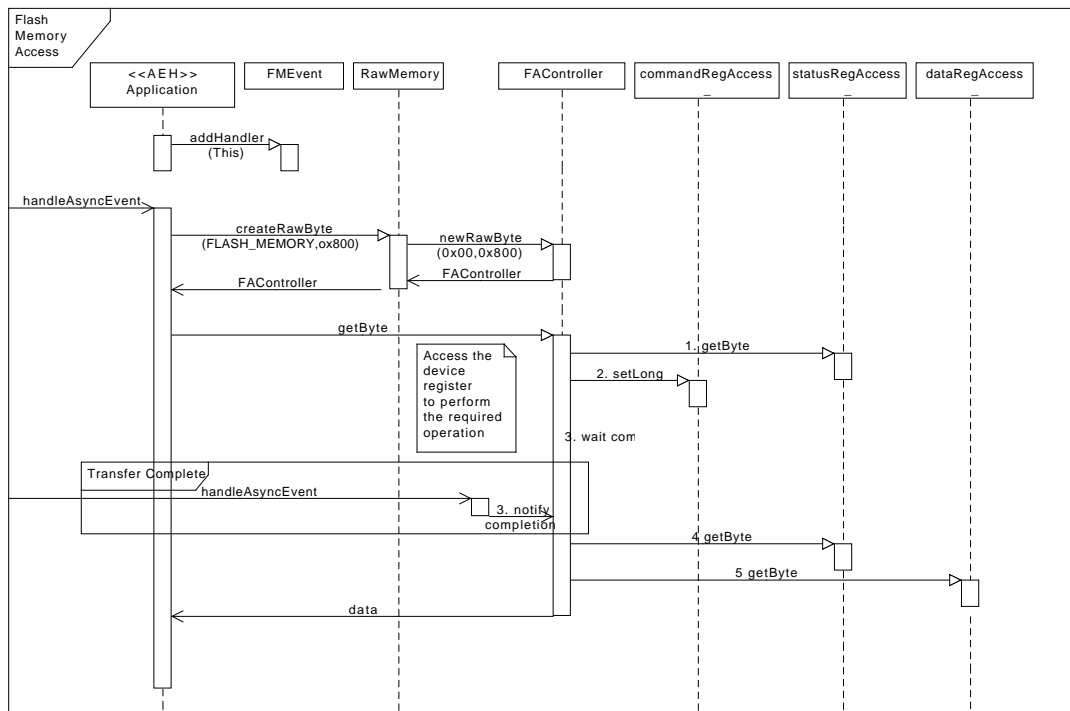 Flash
Memory
Access
<<AEH>>
Application
FMEvent
RawMemory
FAController
commandRegAccess
_
statusRegAccess
_
dataRegAccess
_
addHandler
(This)
handleAsyncEvent
createRawByte
(FLASH_MEMORY,ox800)
newRawByte
(0x00,0x800)
FAController
FAController
getByte
Access the
device
register
to perform
the required
operation
1. getByte
2. setLong
3. wait com
Transfer Complete
handleAsyncEvent
3. notify
completion
4 getByte
5 getByte
data